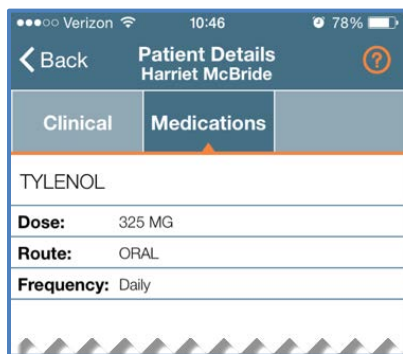 Verizon 10:46 78%
Back Patient Details ?
Harriet McBride
Clinical Medications
TYLENOL
Dose: 325 MG
Route: ORAL
Frequency: Daily